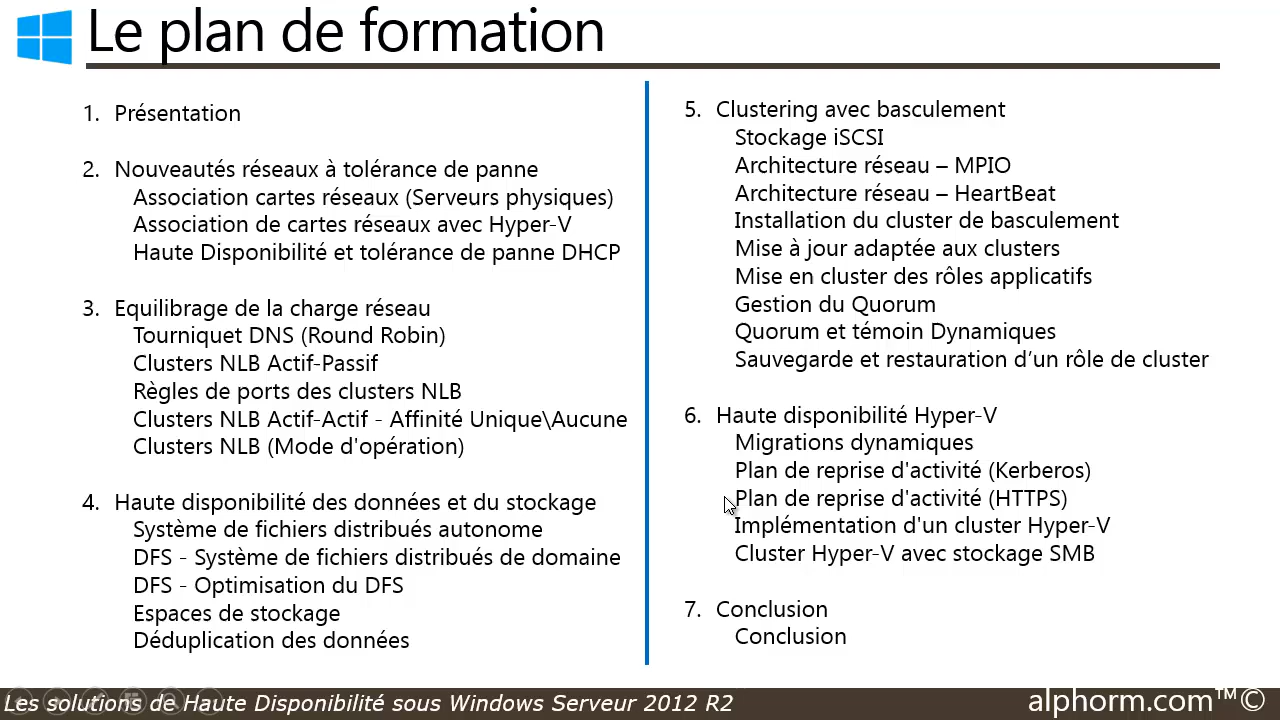 Le plan de formation
1. Présentation
2. Nouveautés réseaux à tolérance de panne
Association cartes réseaux (Serveurs physiques)
Association de cartes réseaux avec Hyper-V
Haute Disponibilité et tolérance de panne DHCP
3. Equilibrage de la charge réseau
Tourniquet DNS (Round Robin)
Clusters NLB Actif-Passif
Règles de ports des clusters NLB
Clusters NLB Actif-Actif - Affinité Unique\Aucune
Clusters NLB (Mode d'opération)
4. Haute disponibilité des données et du stockage
Système de fichiers distribués autonome
DFS - Système de fichiers distribués de domaine
DFS - Optimisation du DFS
Espaces de stockage
Déduplication des données
5. Clustering avec basculement
Stockage iSCSI
Architecture réseau – MPIO
Architecture réseau – HeartBeat
Installation du cluster de basculement
Mise à jour adaptée aux clusters
Mise en cluster des rôles applicatifs
Gestion du Quorum
Quorum et témoin Dynamiques
Sauvegarde et restauration d’un rôle de cluster
6. Haute disponibilité Hyper-V
Migrations dynamiques
Plan de reprise d'activité (Kerberos)
Plan de reprise d'activité (HTTPS)
Implémentation d'un cluster Hyper-V
Cluster Hyper-V avec stockage SMB
7. Conclusion
Conclusion
Les solutions de Haute Disponibilité sous Windows Serveur 2012 R2
alphorm.com™©